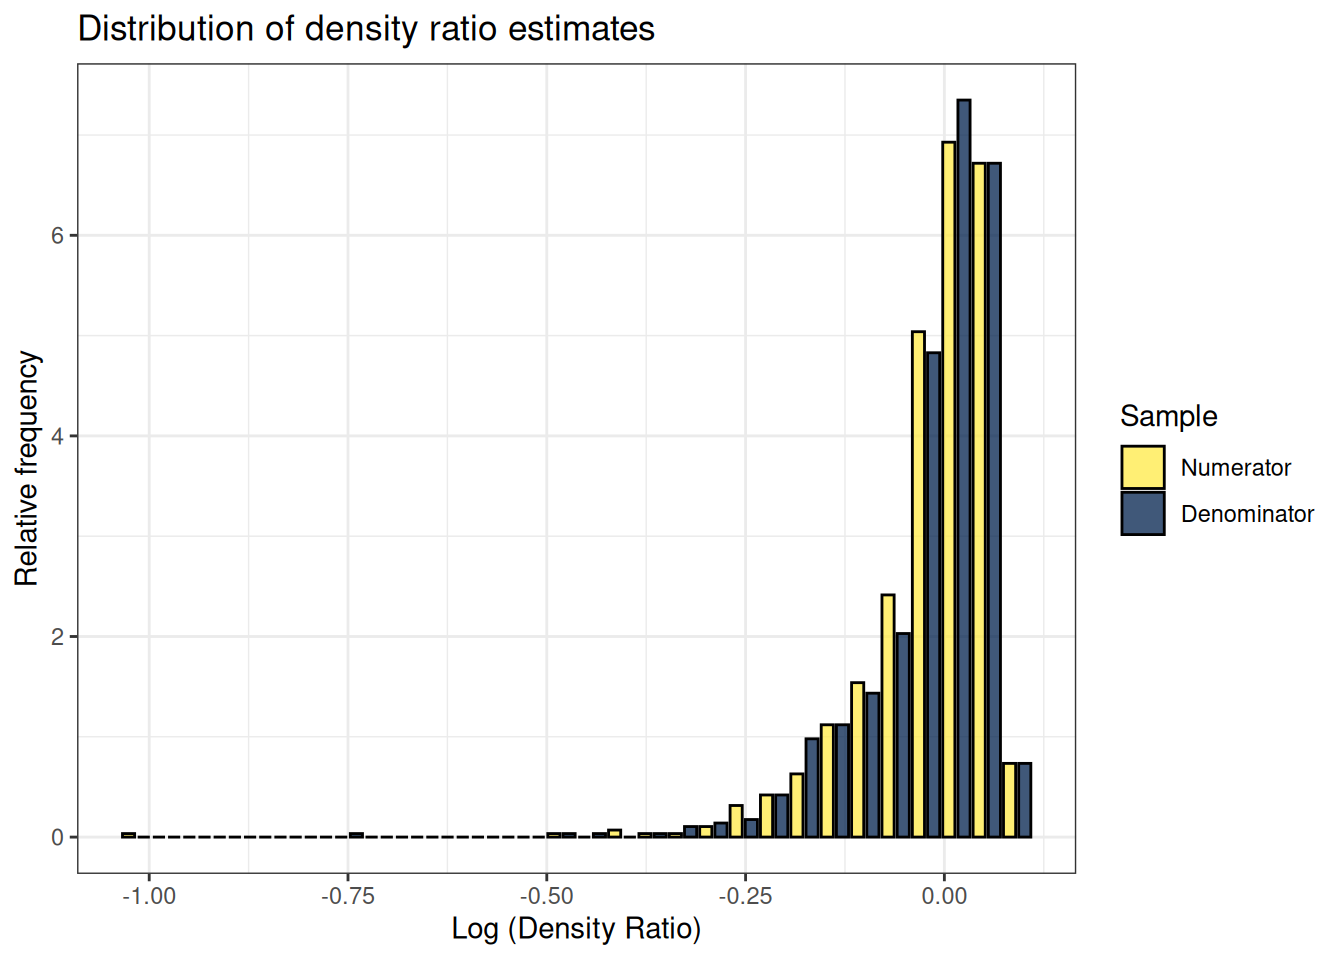 Distribution of density ratio estimates
Relative frequency
6
4
2
0
-1.00
-0.75
-0.50
-0.25
0.00
Log (Density Ratio)
Sample
Numerator
Denominator